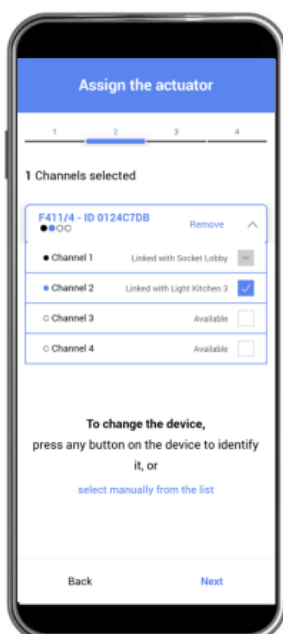 Assign the actuator
1 2 3 4
1 Channels selected
F411/4 - ID 0124C7DB
Remove
Channel 1 Linked with Socket Lobby
Channel 2 Linked with Light Kitchen 3
Channel 3 Available
Channel 4 Available
To change the device,
press any button on the device to identify
it, or
select manually from the list
Back Next